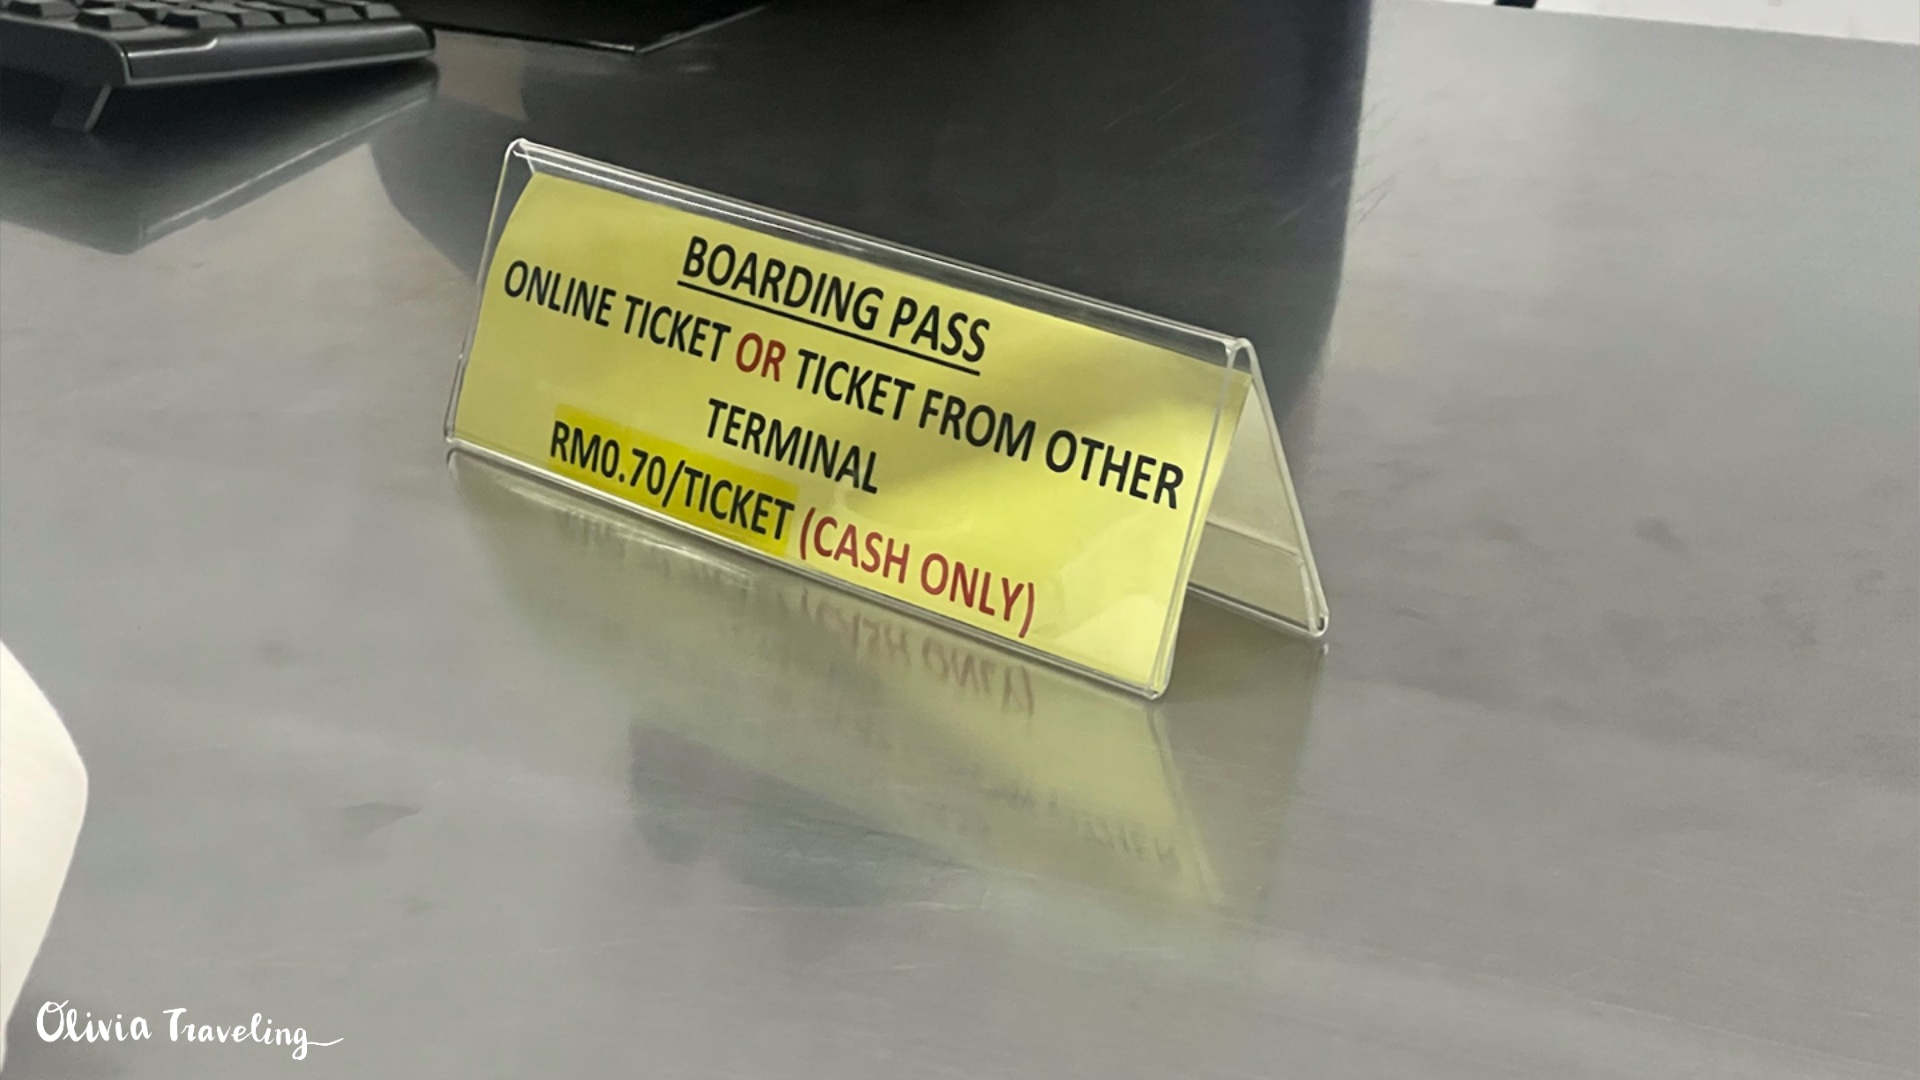 BOARDING PASS
ONLINE TICKET OR TICKET FROM OTHER
TERMINAL
RM0.70/TICKET (CASH ONLY)
Olivia Traveling